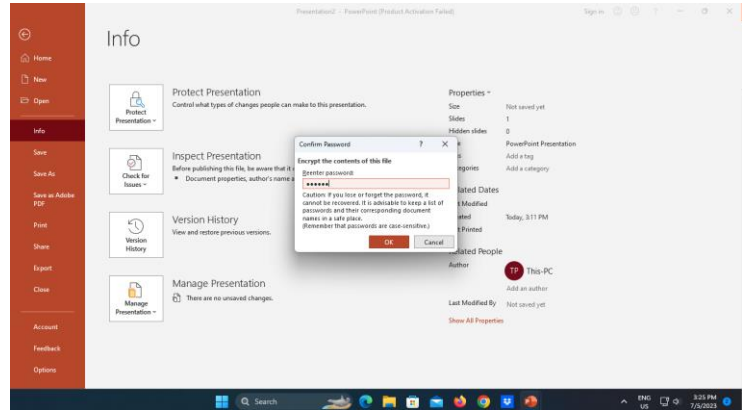 Presentation2 - PowerPoint (Product Activation Failed)
Sign in
?
Info
Home
New
Open
Info
Save
Save As
Save as Adobe
PDF
Print
Share
Export
Close
Account
Feedback
Options
Protect
Presentation
Protect Presentation
Control what types of changes people can make to this presentation.
Check for
Issues
Inspect Presentation
Before publishing this file, be aware that it
Document properties, author's name a
Version
History
Version History
View and restore previous versions.
Manage
Presentation
Manage Presentation
There are no unsaved changes.
Confirm Password ? X
Encrypt the contents of this file
Reenter password:
Caution: If you lose or forget the password, it
cannot be recovered. It is advisable to keep a list of
passwords and their corresponding document
names in a safe place.
(Remember that passwords are case-sensitive.)
OK Cancel
Properties
Size Not saved yet
Slides 1
Hidden slides 0
PowerPoint Presentation
Add a tag
egories Add a category
lated Dates
t Modified
ated Today, 3:11 PM
t Printed
elated People
Author
TP This-PC
Add an author
Last Modified By Not saved yet
Show All Properties
Search
ENG
US
3:25 PM
7/5/2023